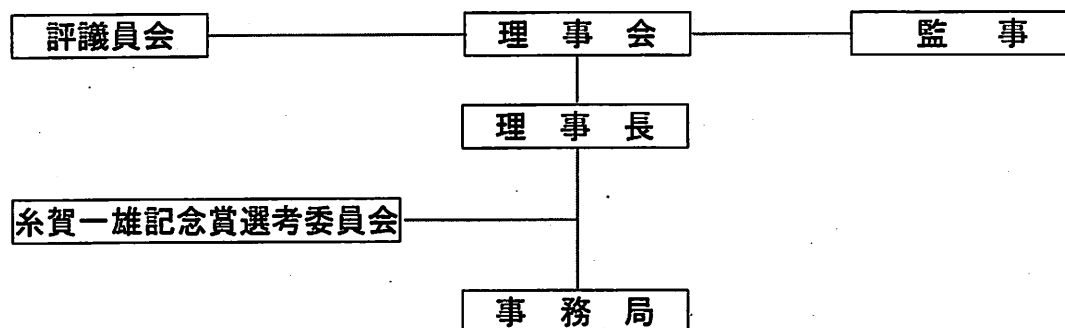 評議員会
理事会
監事
理事長
糸賀一雄記念賞選考委員会
事務局